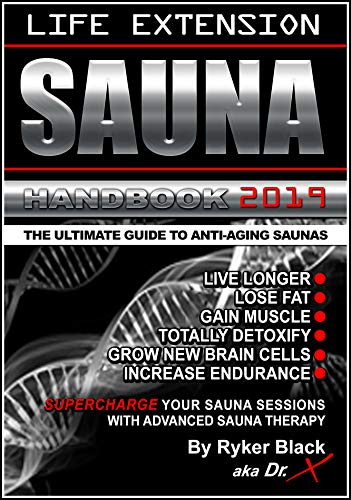 LIFE EXTENSION
SAUNA
HANDBOOK 2019
THE ULTIMATE GUIDE TO ANTI-AGING SAUNAS
LIVE LONGER
LOSE FAT
GAIN MUSCLE
TOTALLY DETOXIFY
GROW NEW BRAIN CELLS
INCREASE ENDURANCE
SUPERCHARGE YOUR SAUNA SESSIONS
WITH ADVANCED SAUNA THERAPY
By Ryker Black
aka Dr. X